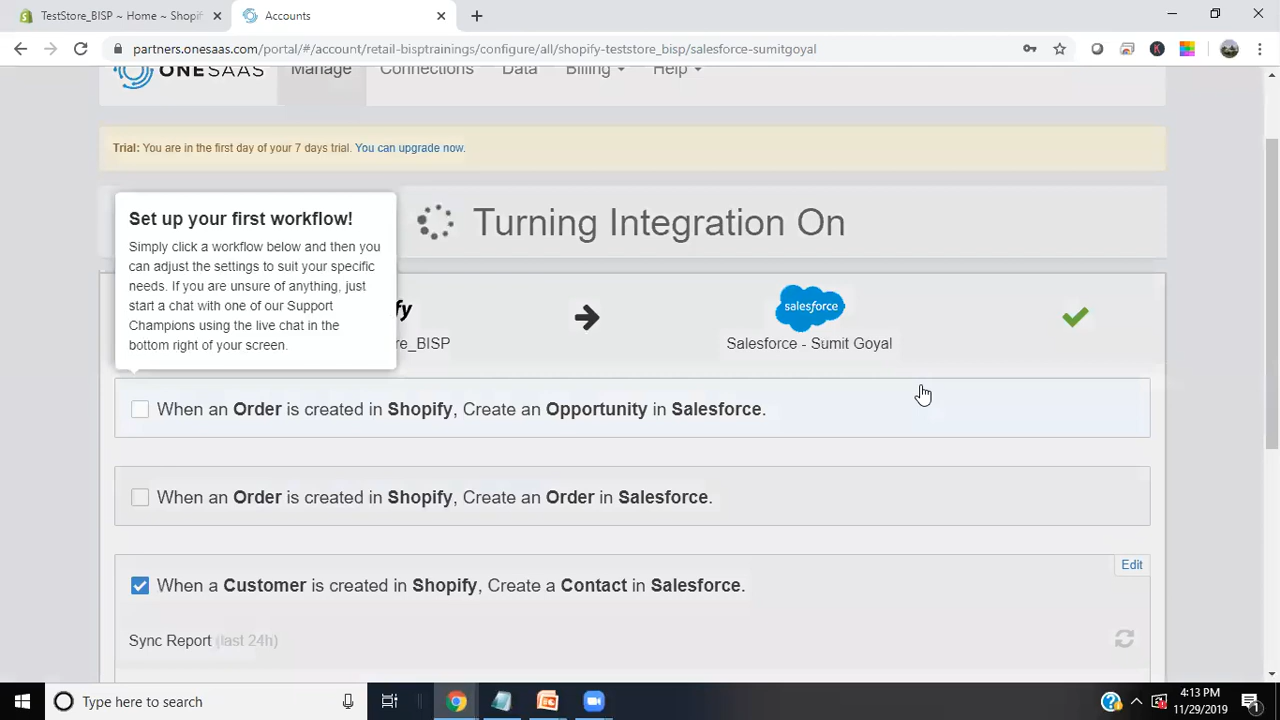 TestStore_BISP ~ Home ~ Shopif
Accounts
partners.onesaas.com/portal/#/account/retail-bisptrainings/configure/all/shopify-teststore_bisp/salesforce-sumitgoyal
ONESAAS
Manage
Connections
Data
Billing
Help
Trial: You are in the first day of your 7 days trial. You can upgrade now.
Set up your first workflow!
Simply click a workflow below and then you
can adjust the settings to suit your specific
needs. If you are unsure of anything, just
start a chat with one of our Support
Champions using the live chat in the
bottom right of your screen.
Turning Integration On
fy
re_BISP
salesforce
Salesforce - Sumit Goyal
When an Order is created in Shopify, Create an Opportunity in Salesforce.
When an Order is created in Shopify, Create an Order in Salesforce.
Edit
When a Customer is created in Shopify, Create a Contact in Salesforce.
Sync Report (last 24h)
Type here to search
4:13 PM
11/29/2019